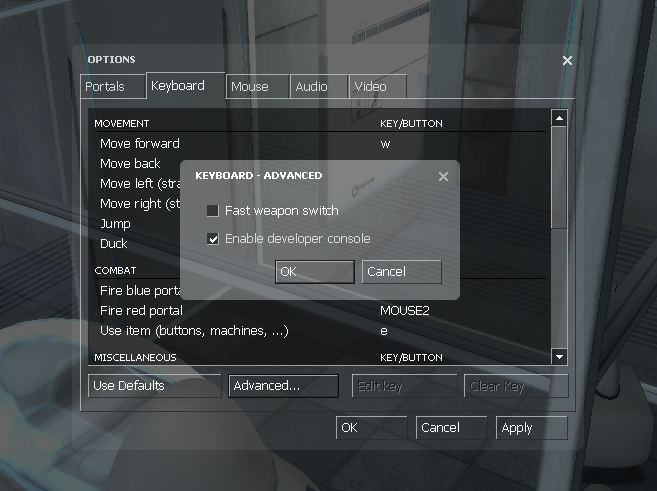 OPTIONS
Portals Keyboard Mouse Audio Video
MOVEMENT KEY/BUTTON
Move forward w
Move back
Move left (stra
Move right (st
Jump
Duck
KEYBOARD - ADVANCED
Fast weapon switch
Enable developer console
OK Cancel
COMBAT
Fire blue porta
Fire red portal MOUSE2
Use item (buttons, machines, ...) e
MISCELLANEOUS KEY/BUTTON
Use Defaults Advanced... Edit key Clear Key
OK Cancel Apply